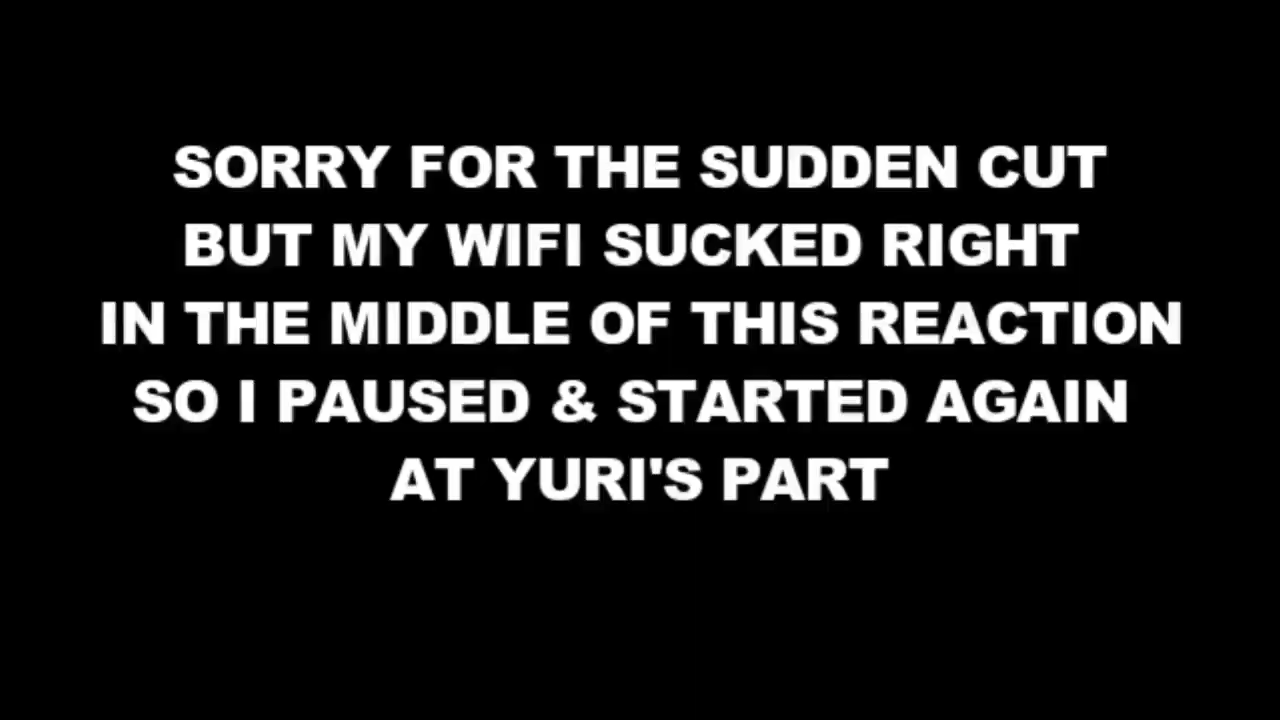 SORRY FOR THE SUDDEN CUT
BUT MY WIFI SUCKED RIGHT
IN THE MIDDLE OF THIS REACTION
SO I PAUSED & STARTED AGAIN
AT YURI'S PART